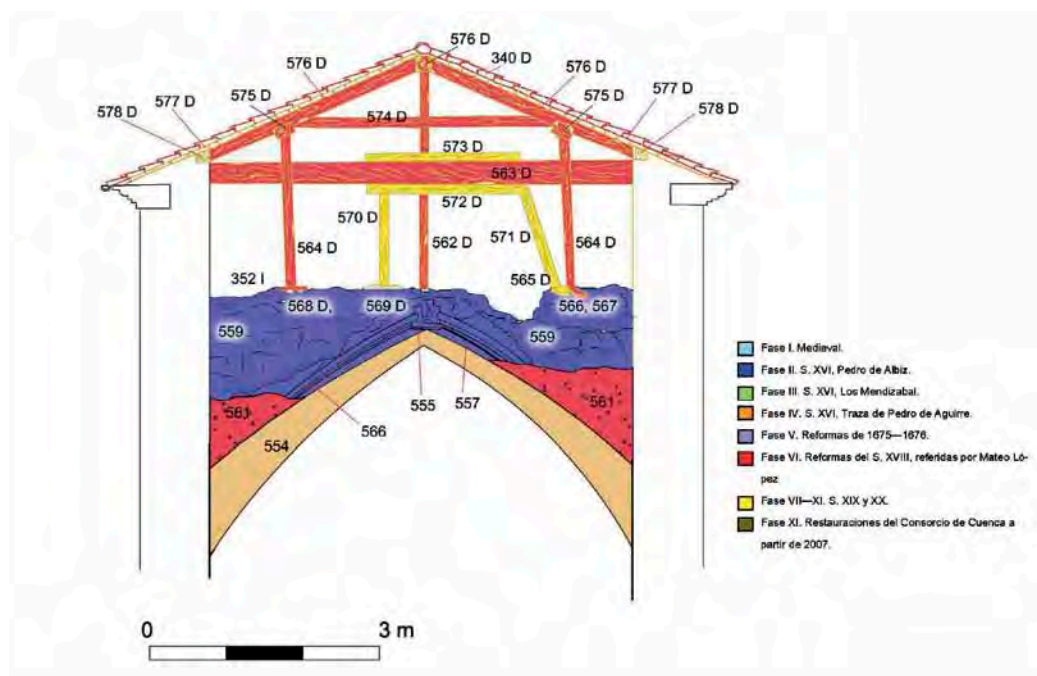 576 D
340 D
576 D
576 D
575 D
575 D
577 D
577 D
578 D
578 D
574 D
573 D
563 D
572 D
570 D
571 D
564 D
562 D
564 D
565 D
352 I
568 D,
569 D
566, 567
559
559
561
561
555
557
566
554
Fase I. Medieval.
Fase II. S. XVI, Pedro de Albiz.
Fase III. S. XVI, Los Mendizabal.
Fase IV. S. XVI, Traza de Pedro de Aguirre.
Fase V. Reformas de 1675—1676.
Fase VI. Reformas del S. XVIII, referidas por Mateo Ló-
pez
Fase VII—XI. S. XIX y XX.
Fase XI. Restauraciones del Consorcio de Cuenca a
partir de 2007.
0 3 m